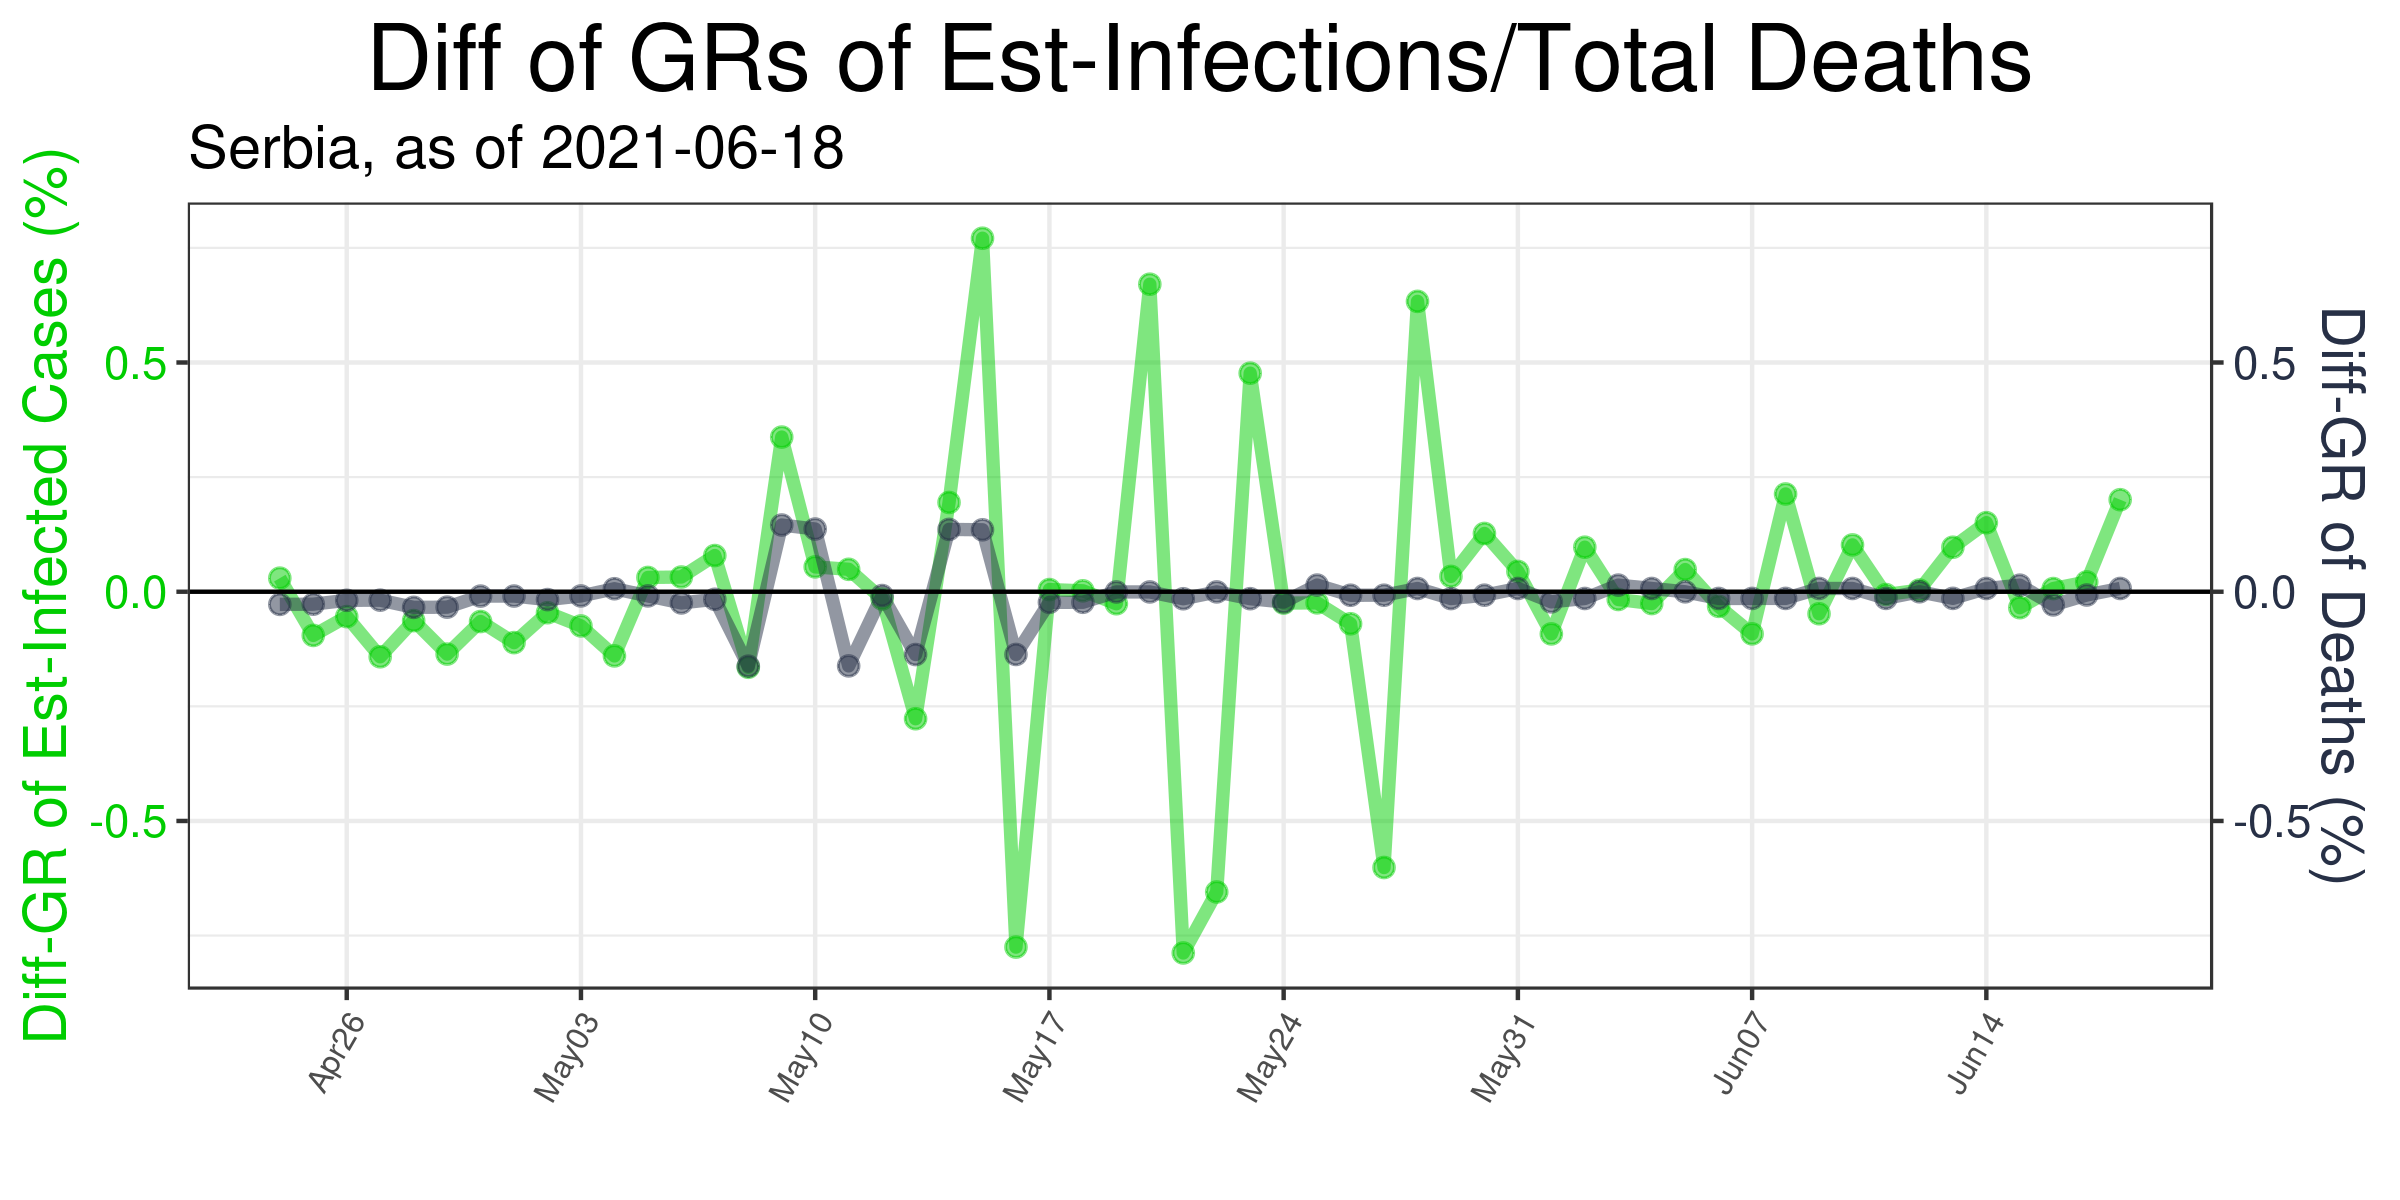 Diff of GRs of Est-Infections/Total Deaths
Serbia, as of 2021-06-18
Diff-GR of Est-Infected Cases (%)
0.5
0.0
-0.5
0.5
0.0
-0.5
Diff-GR of Deaths (%)
Apr26
May03
May10
May17
May24
May31
Jun07
Jun14